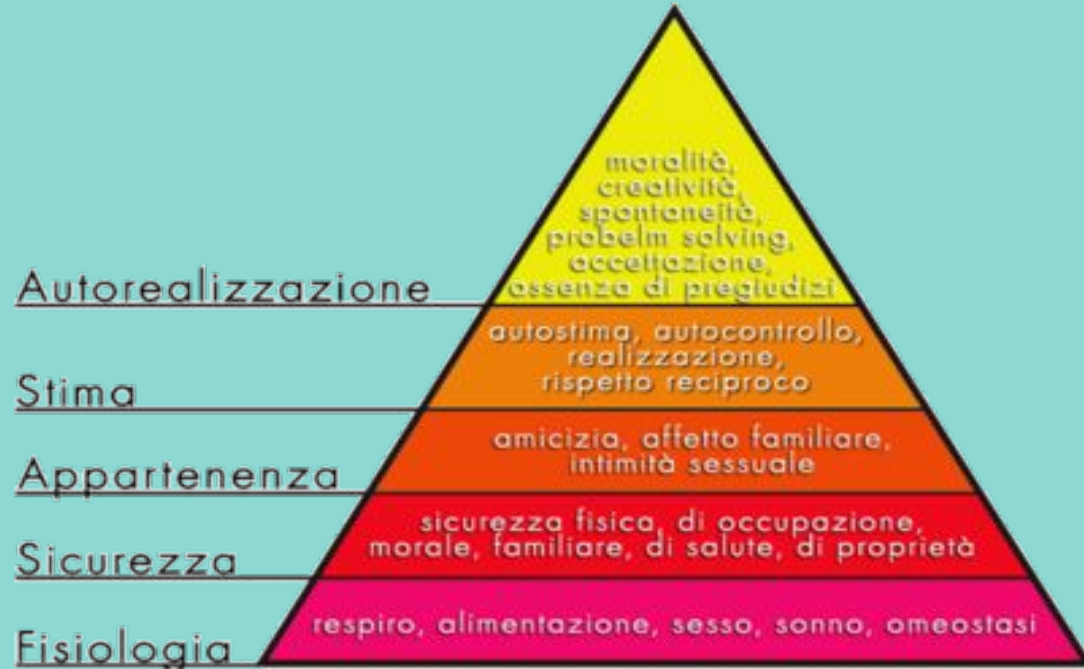 moralità,
creatività,
spontaneità,
probelm solving,
accettazione,
assenza di pregiudizi
Autorealizzazione
autostima, autocontrollo,
realizzazione,
rispetto reciproco
Stima
amicizia, affetto familiare,
intimità sessuale
Appartenenza
sicurezza fisica, di occupazione,
morale, familiare, di salute, di proprietà
Sicurezza
respiro, alimentazione, sesso, sonno, omeostasi
Fisiologia